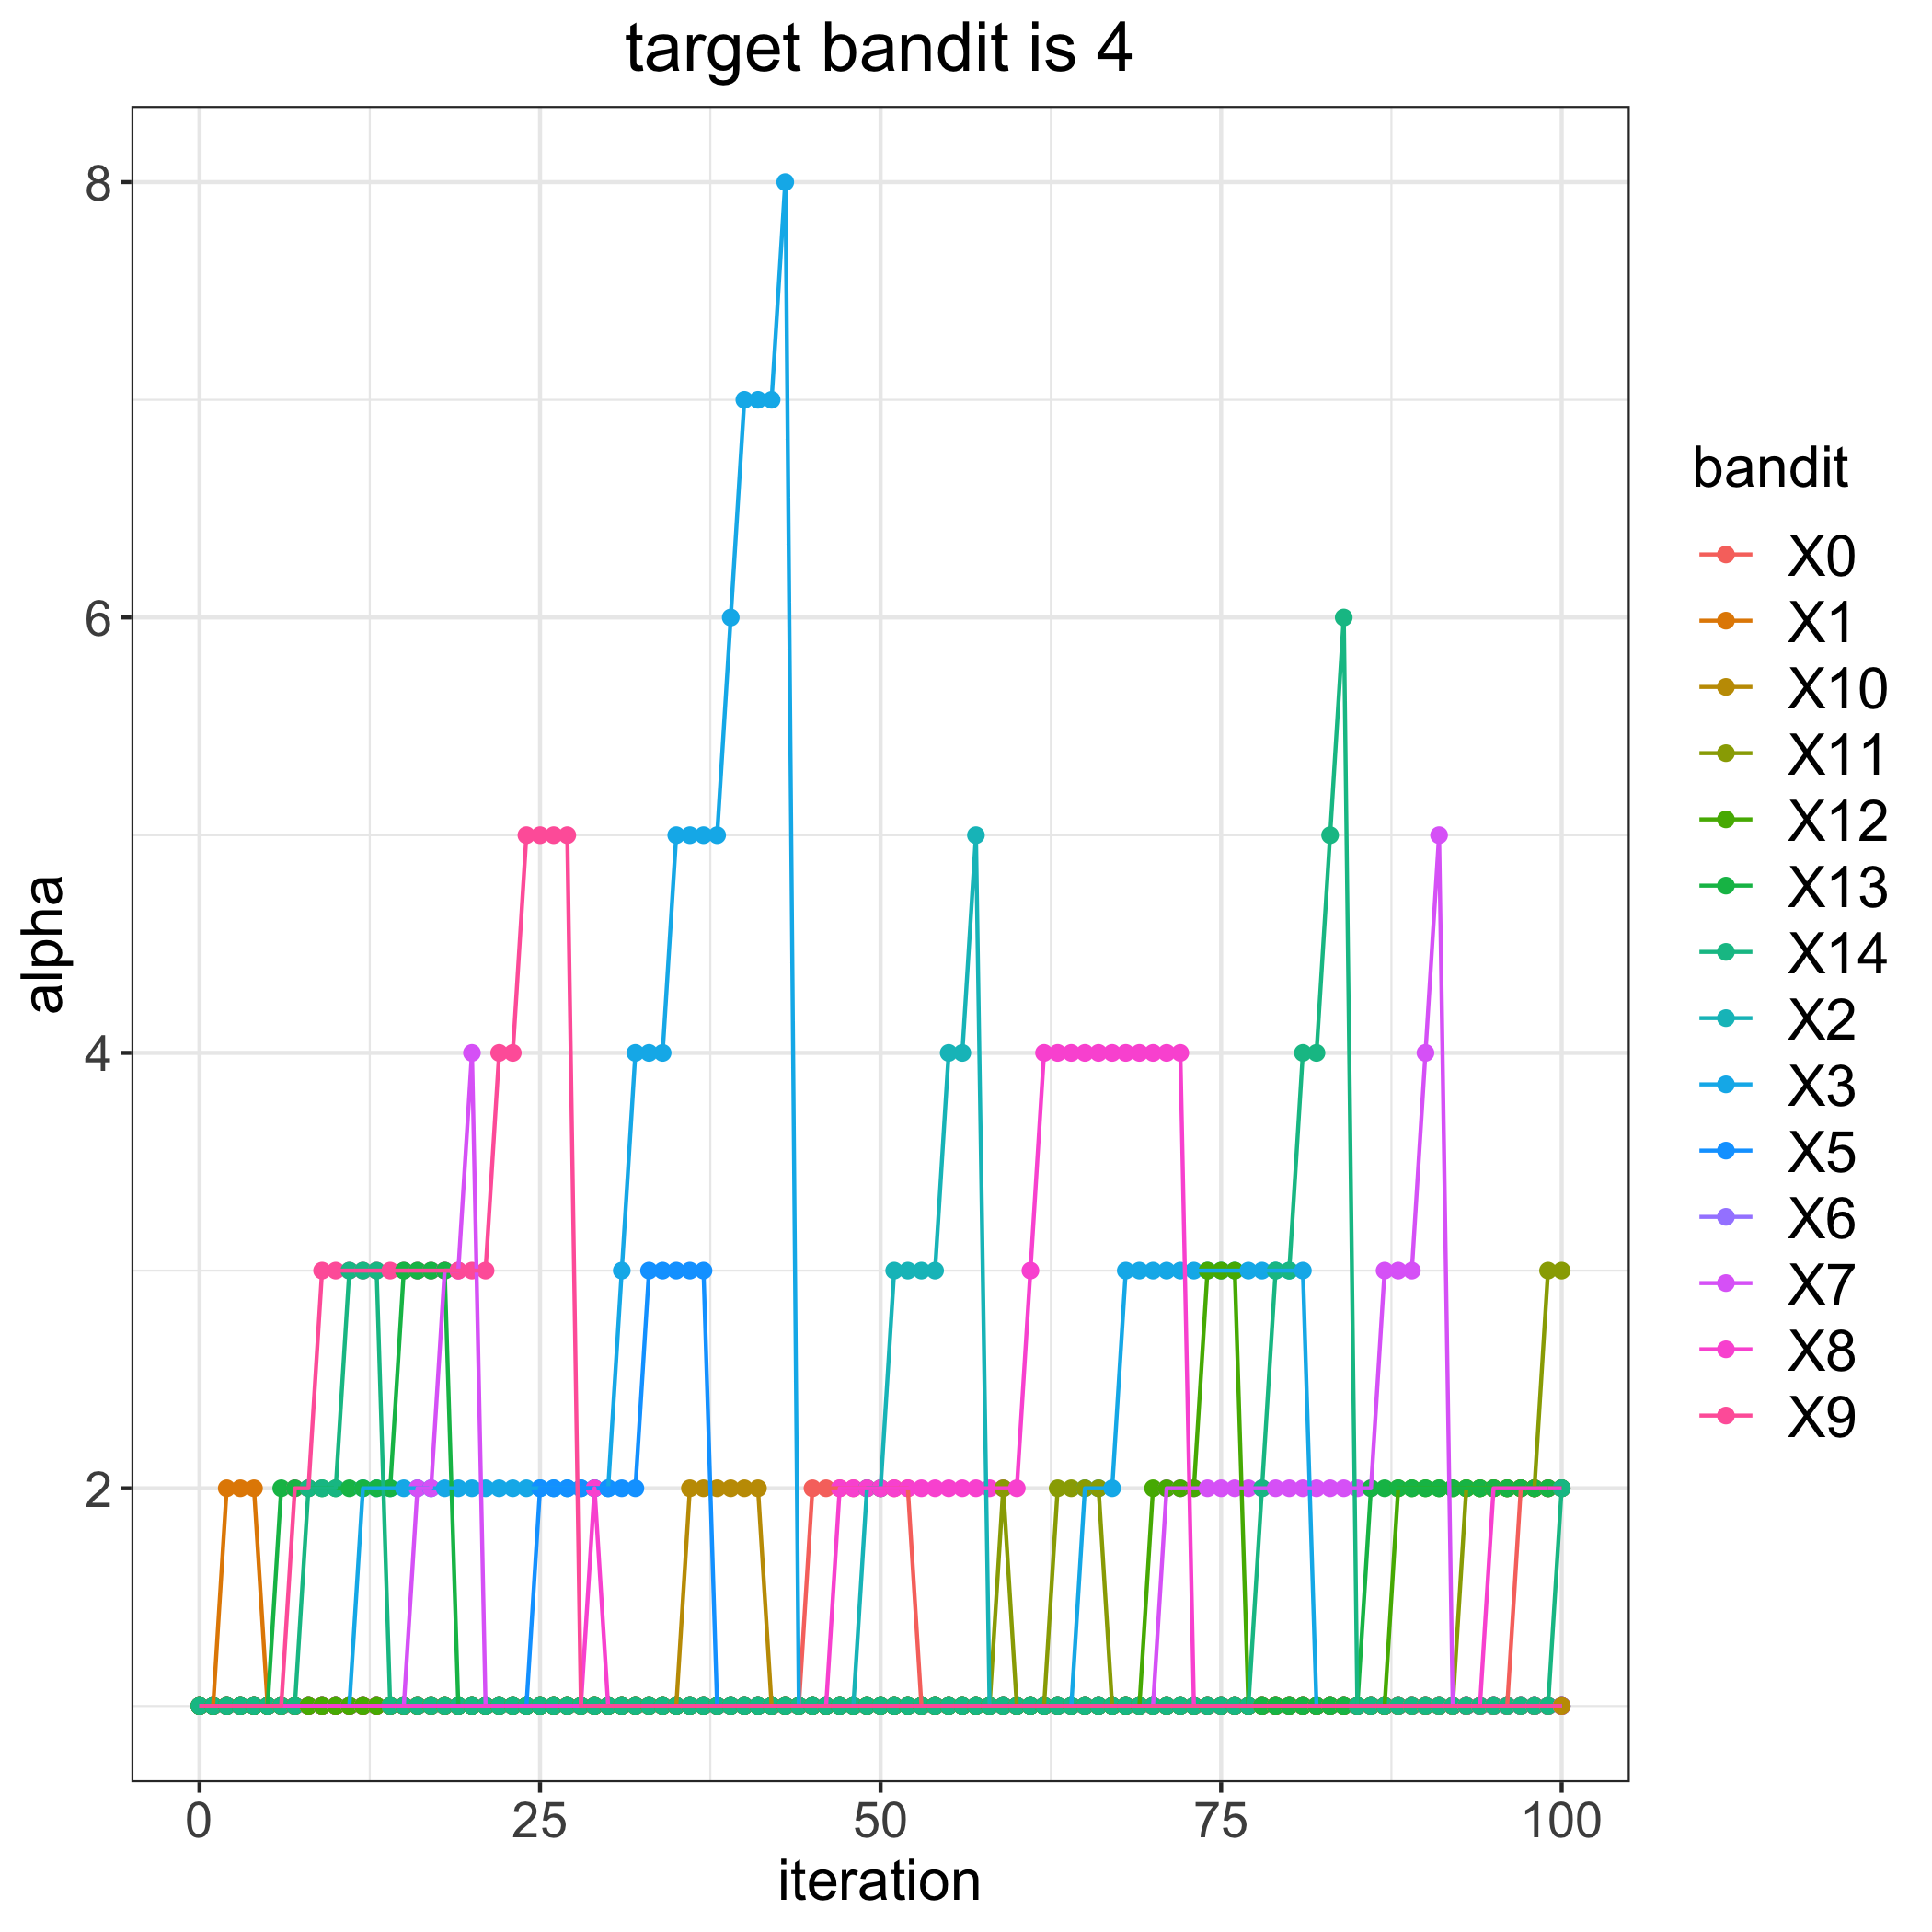 target bandit is 4
8
6
4
2
alpha
0 25 50 75 100
iteration
bandit
X0
X1
X10
X11
X12
X13
X14
X2
X3
X5
X6
X7
X8
X9